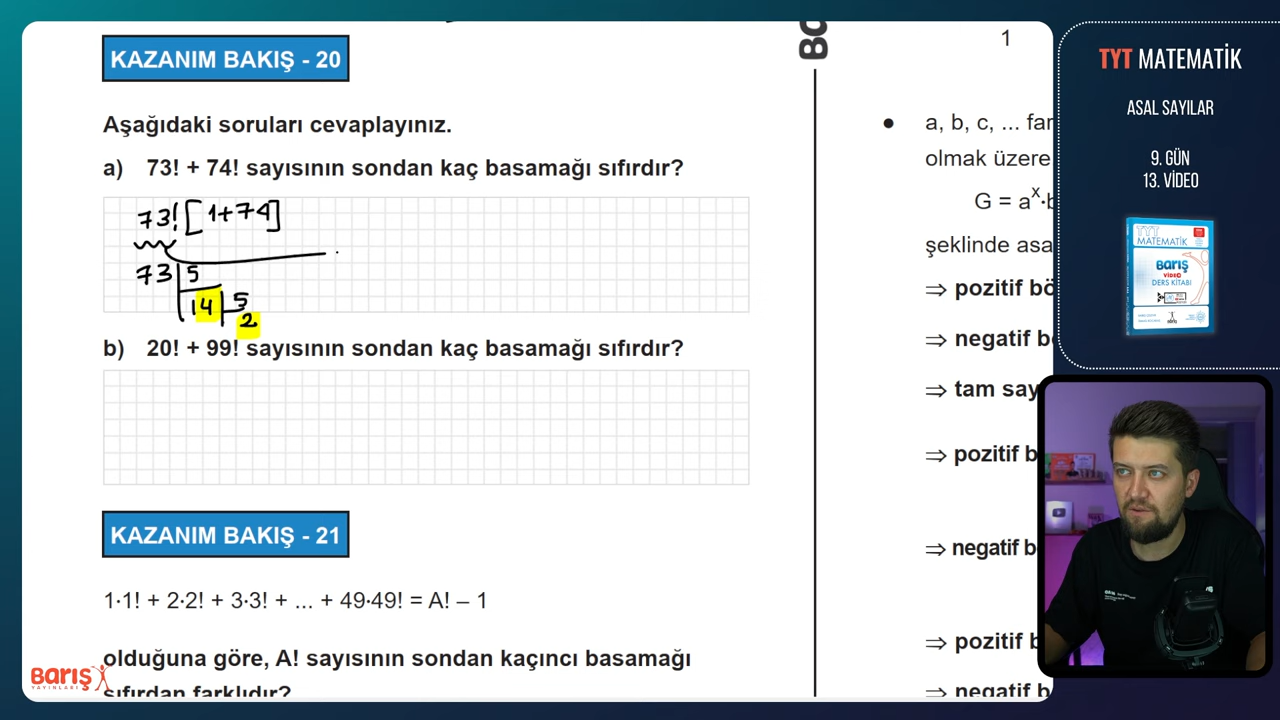 KAZANIM BAKIŞ - 20
Aşağıdaki soruları cevaplayınız.
a) 73! + 74! sayısının sondan kaç basamağı sıfırdır?
73! [1+74]
73 5
14 5
2
b) 20! + 99! sayısının sondan kaç basamağı sıfırdır?
KAZANIM BAKIŞ - 21
1·1! + 2·2! + 3·3! + ... + 49·49! = A! – 1
olduğuna göre, A! sayısının sondan kaçıncı basamağı
sıfırdan farklıdır?
BARIŞ
YAYINLARI
1
● a, b, c, ... far
olmak üzere
G = a^x·b
şeklinde asa
⇒ pozitif bö
⇒ negatif b
⇒ tam say
⇒ pozitif b
⇒ negatif b
⇒ pozitif b
⇒ negatif b
TYT MATEMATİK
ASAL SAYILAR
9. GÜN
13. VİDEO
TYT
MATEMATİK
BARIŞ
VİDEO
DERS KİTABI